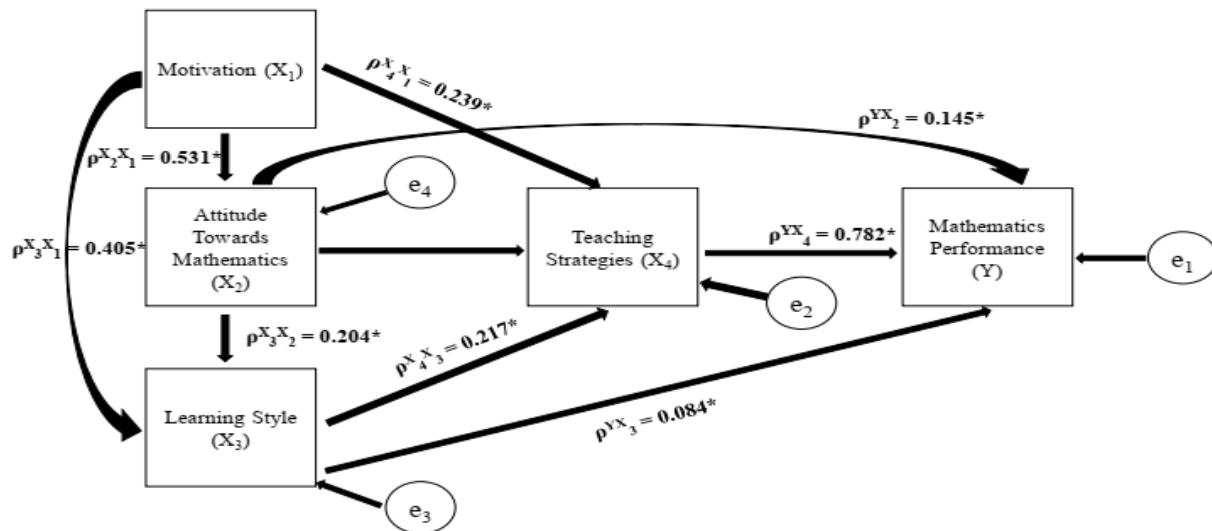 Motivation (X₁)
ρX₄X₁ = 0.239*
ρYX₂ = 0.145*
ρX₂X₁ = 0.531*
e₄
Attitude
Towards
Mathematics
(X₂)
Teaching
Strategies (X₄)
ρYX₄ = 0.782*
Mathematics
Performance
(Y)
e₁
ρX₃X₁ = 0.405*
e₂
ρX₃X₂ = 0.204*
ρX₄X₃ = 0.217*
Learning Style
(X₃)
ρYX₃ = 0.084*
e₃